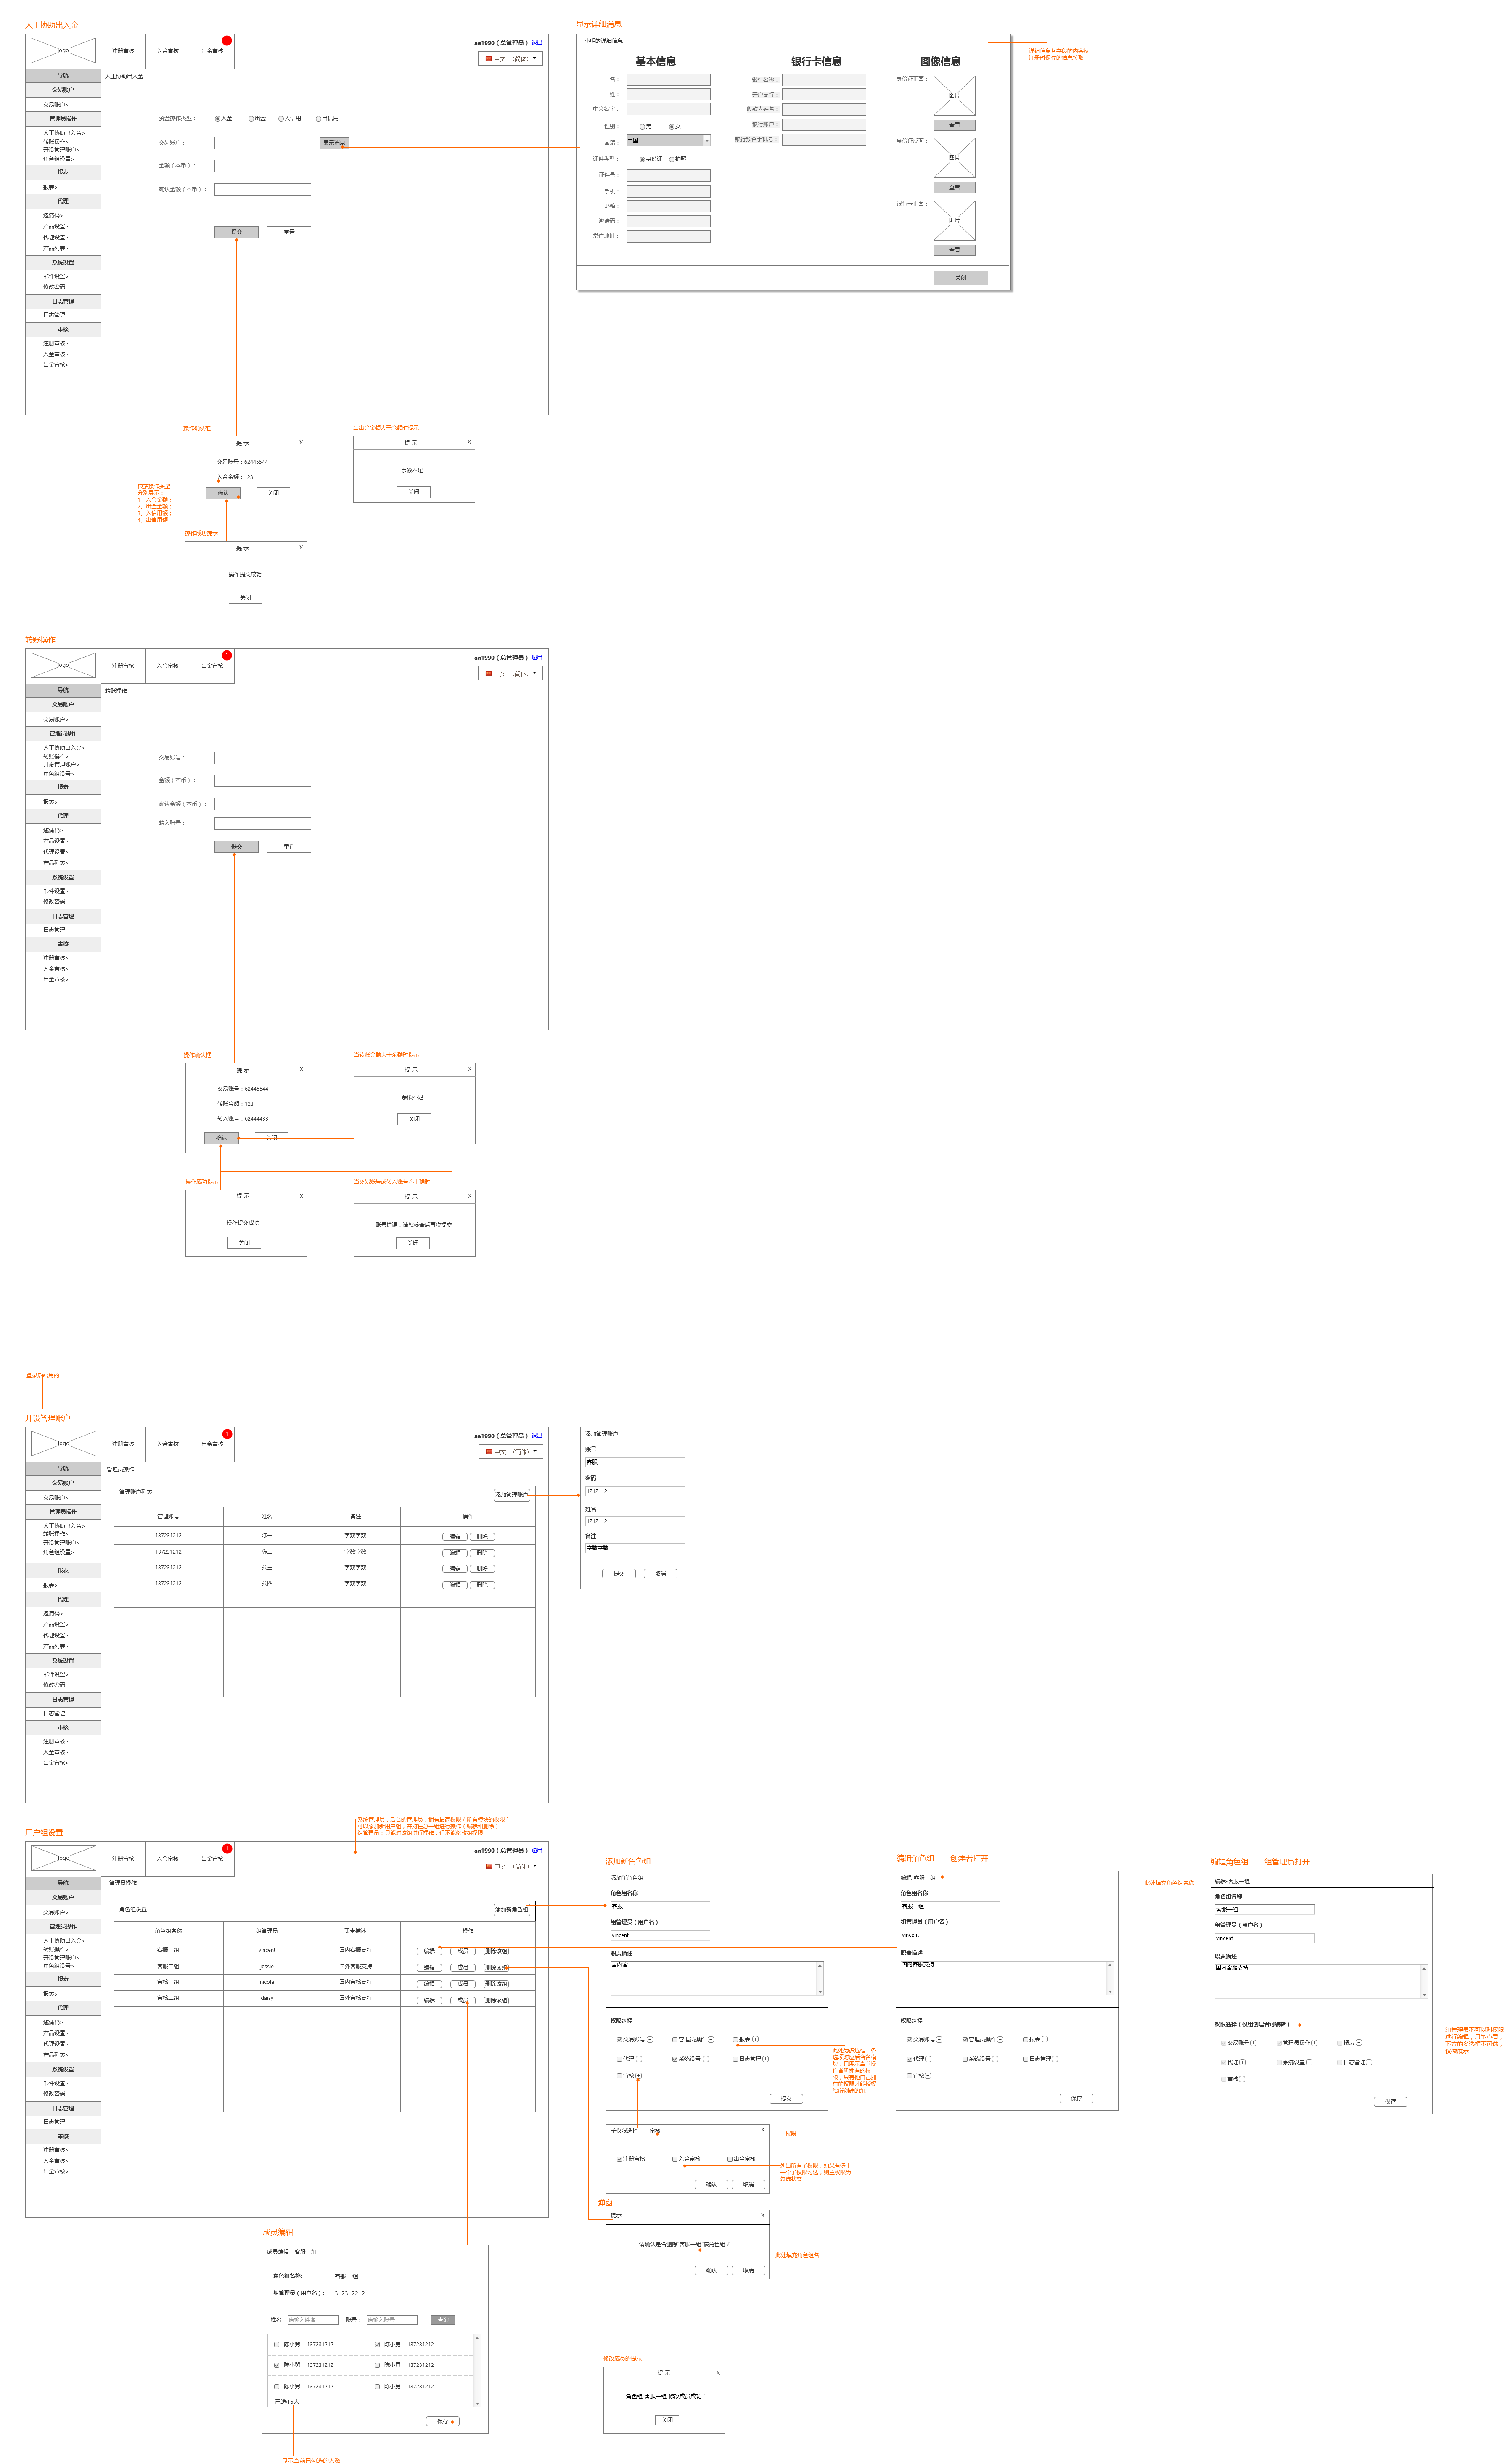 人工协助出入金
logo
注册审核
入金审核
出金审核
1
aa1990（总管理员） 退出
中文 （简体）
导航
人工协助出入金
交易账户
交易账户>
管理员操作
人工协助出入金>
转账操作>
开设管理账户>
角色组设置>
报表
报表>
代理
邀请码>
产品设置>
代理设置>
产品列表>
系统设置
邮件设置>
修改密码
日志管理
日志管理
审核
注册审核>
入金审核>
出金审核>
资金操作类型：
入金
出金
入信用
出信用
交易账户：
显示消息
金额（本币）：
确认金额（本币）：
提交
重置
显示详细消息
小明的详细信息
基本信息
名：
姓：
中文名字：
性别：
男
女
国籍：
中国
证件类型：
身份证
护照
证件号：
手机：
邮箱：
邀请码：
常住地址：
银行卡信息
银行名称：
开户支行：
收款人姓名：
银行账户：
银行预留手机号：
图像信息
身份证正面：
图片
查看
身份证反面：
图片
查看
银行卡正面：
图片
查看
关闭
详细信息各字段的内容从
注册时保存的信息拉取
操作确认框
提 示
X
交易账号：62445544
入金金额：123
确认
关闭
根据操作类型
分别展示：
1、入金金额：
2、出金金额：
3、入信用额：
4、出信用额
当出金金额大于余额时提示
提 示
X
余额不足
关闭
操作成功提示
提 示
X
操作提交成功
关闭
转账操作
logo
注册审核
入金审核
出金审核
1
aa1990（总管理员） 退出
中文 （简体）
导航
转账操作
交易账户
交易账户>
管理员操作
人工协助出入金>
转账操作>
开设管理账户>
角色组设置>
报表
报表>
代理
邀请码>
产品设置>
代理设置>
产品列表>
系统设置
邮件设置>
修改密码
日志管理
日志管理
审核
注册审核>
入金审核>
出金审核>
交易账号：
金额（本币）：
确认金额（本币）：
转入账号：
提交
重置
操作确认框
提 示
X
交易账号：62445544
转账金额：123
转入账号：62444433
确认
关闭
当转账金额大于余额时提示
提 示
X
余额不足
关闭
操作成功提示
提 示
X
操作提交成功
关闭
当交易账号或转入账号不正确时
提 示
X
账号错误，请您检查后再次提交
关闭
登录后台用的
开设管理账户
logo
注册审核
入金审核
出金审核
1
aa1990（总管理员） 退出
中文 （简体）
导航
管理员操作
交易账户
交易账户>
管理员操作
人工协助出入金>
转账操作>
开设管理账户>
角色组设置>
报表
报表>
代理
邀请码>
产品设置>
代理设置>
产品列表>
系统设置
邮件设置>
修改密码
日志管理
日志管理
审核
注册审核>
入金审核>
出金审核>
管理账户列表
添加管理账户
管理账号 姓名 备注 操作
137231212 陈一 字数字数 编辑 删除
137231212 陈二 字数字数 编辑 删除
137231212 张三 字数字数 编辑 删除
137231212 张四 字数字数 编辑 删除
添加管理账户
账号
客服一
密码
1212112
姓名
1212112
备注
字数字数
提交
取消
系统管理员：后台的管理员，拥有最高权限（所有模块的权限），
可以添加新用户组，并对任意一组进行操作（编辑和删除）
组管理员：只能对该组进行操作，但不能修改组权限
用户组设置
logo
注册审核
入金审核
出金审核
1
aa1990（总管理员） 退出
中文 （简体）
导航
管理员操作
交易账户
交易账户>
管理员操作
人工协助出入金>
转账操作>
开设管理账户>
角色组设置>
报表
报表>
代理
邀请码>
产品设置>
代理设置>
产品列表>
系统设置
邮件设置>
修改密码
日志管理
日志管理
审核
注册审核>
入金审核>
出金审核>
角色组设置
添加新角色组
角色组名称 组管理员 职责描述 操作
客服一组 vincent 国内客服支持 编辑 成员 删除该组
客服二组 jessie 国外客服支持 编辑 成员 删除该组
审核一组 nicole 国内审核支持 编辑 成员 删除该组
审核二组 daisy 国外审核支持 编辑 成员 删除该组
添加新角色组
添加新角色组
角色组名称
客服一
组管理员（用户名）
vincent
职责描述
国内客
权限选择
交易账号 管理员操作 报表
代理 系统设置 日志管理
审核
提交
此处为多选框，各
选项对应后台各模
块，只展示当前操
作者所拥有的权
限，只有他自己拥
有的权限才能授权
给所创建的组。
编辑角色组——创建者打开
编辑-客服一组
此处填充角色组名称
角色组名称
客服一组
组管理员（用户名）
vincent
职责描述
国内客服支持
权限选择
交易账号 管理员操作 报表
代理 系统设置 日志管理
审核
保存
编辑角色组——组管理员打开
编辑-客服一组
角色组名称
客服一组
组管理员（用户名）
vincent
职责描述
国内客服支持
权限选择（仅组创建者可编辑）
交易账号 管理员操作 报表
代理 系统设置 日志管理
审核
保存
组管理员不可以对权限
进行编辑，只能查看，
下方的多选框不可选，
仅做展示
子权限选择——审核
X
主权限
注册审核 入金审核 出金审核
列出所有子权限，如果有多于
一个子权限勾选，则主权限为
勾选状态
确认
取消
弹窗
提示
X
请确认是否删除“客服一组”该角色组？
此处填充角色组名
确认
取消
成员编辑
成员编辑—客服一组
角色组名称: 客服一组
组管理员（用户名）: 312312212
姓名：
请输入姓名
账号：
请输入账号
查询
陈小舞 137231212 陈小舞 137231212
陈小舞 137231212 陈小舞 137231212
陈小舞 137231212 陈小舞 137231212
已选15人
保存
显示当前已勾选的人数
修改成员的提示
提 示
X
角色组“客服一组”修改成员成功！
关闭